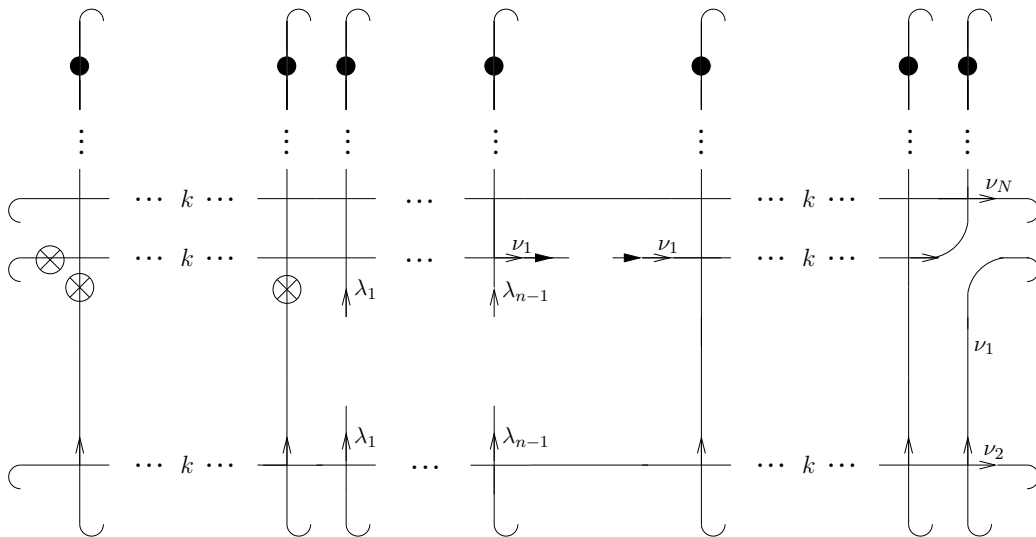 ⋮ ⋮ ⋮ ⋮ ⋮ ⋮ ⋮
··· k ··· ··· ··· k ··· ν_N
··· k ··· ··· ν_1 ν_1 ··· k ···
λ_1 λ_{n−1}
ν_1
λ_1 λ_{n−1}
··· k ··· ··· ··· k ··· ν_2